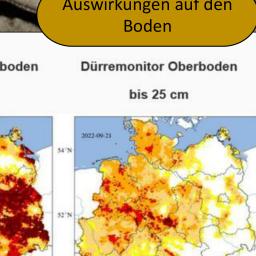 Auswirkungen auf den
Boden
boden
Dürremonitor Oberboden
bis 25 cm
2022-09-21
54°N
52°N